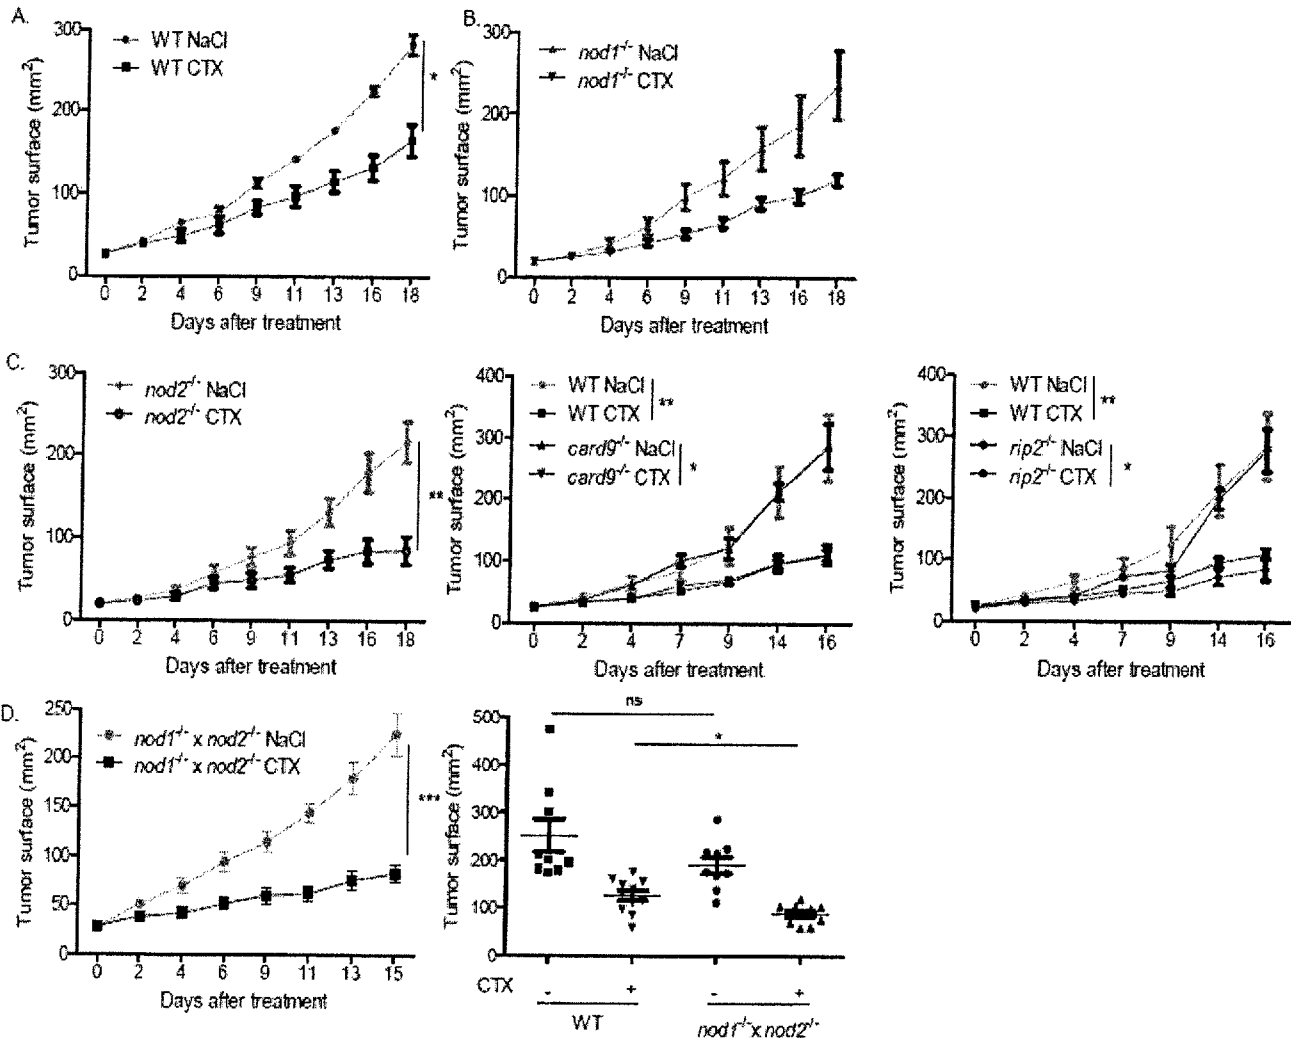 A.
300
200
100
0
Tumor surface (mm²)
WT NaCl
WT CTX
*
0 2 4 6 9 11 13 16 18
Days after treatment
B.
300
200
100
0
Tumor surface (mm²)
nod1-/- NaCl
nod1-/- CTX
0 2 4 6 9 11 13 16 18
Days after treatment
C.
300
200
100
0
Tumor surface (mm²)
nod2-/- NaCl
nod2-/- CTX
**
0 2 4 6 9 11 13 16 18
Days after treatment
400
300
200
100
0
Tumor surface (mm²)
WT NaCl
WT CTX
**
card9-/- NaCl
card9-/- CTX
*
0 2 4 7 9 14 16
Days after treatment
400
300
200
100
0
Tumor surface (mm²)
WT NaCl
WT CTX
**
rip2-/- NaCl
rip2-/- CTX
*
0 2 4 7 9 14 16
Days after treatment
D.
250
200
150
100
50
0
Tumor surface (mm²)
nod1-/- x nod2-/- NaCl
nod1-/- x nod2-/- CTX
***
0 2 4 6 9 11 13 15
Days after treatment
500
400
300
200
100
0
Tumor surface (mm²)
ns
*
CTX - + - +
WT nod1-/-x nod2-/-